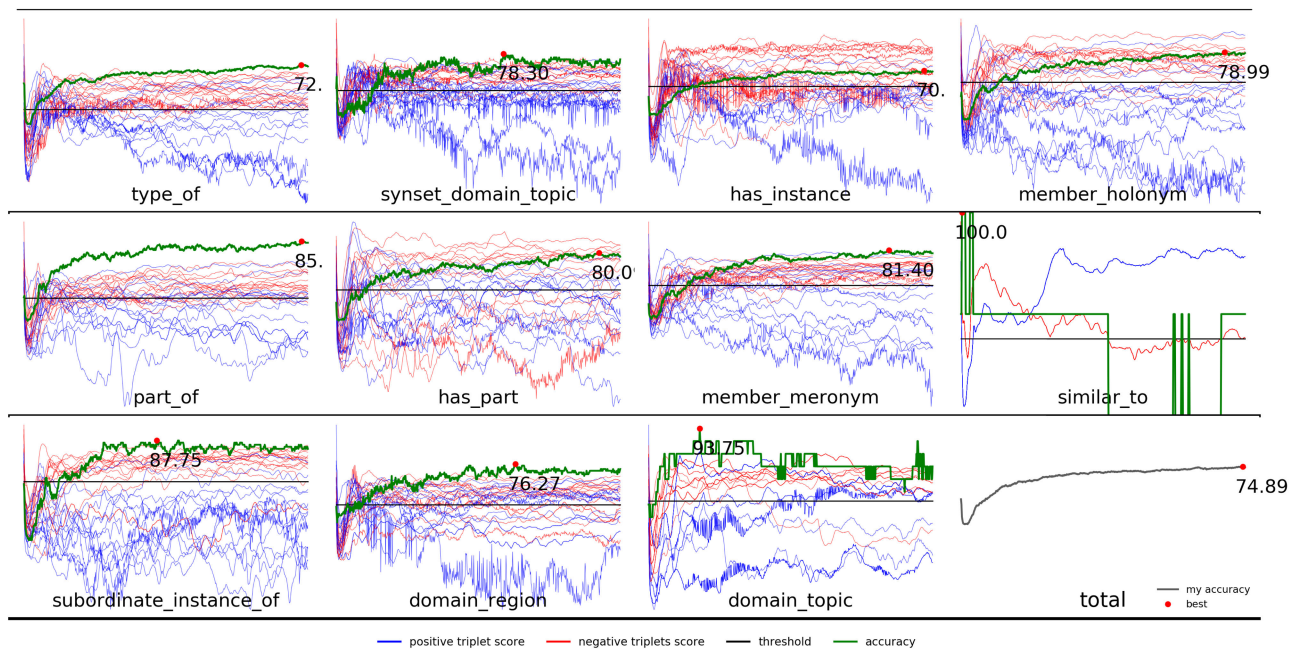 72.
78.30
70.
78.99
type_of
synset_domain_topic
has_instance
member_holonym
85.
80.0
81.40
100.0
part_of
has_part
member_meronym
similar_to
87.75
76.27
93.75
74.89
subordinate_instance_of
domain_region
domain_topic
total
my accuracy
best
positive triplet score
negative triplets score
threshold
accuracy